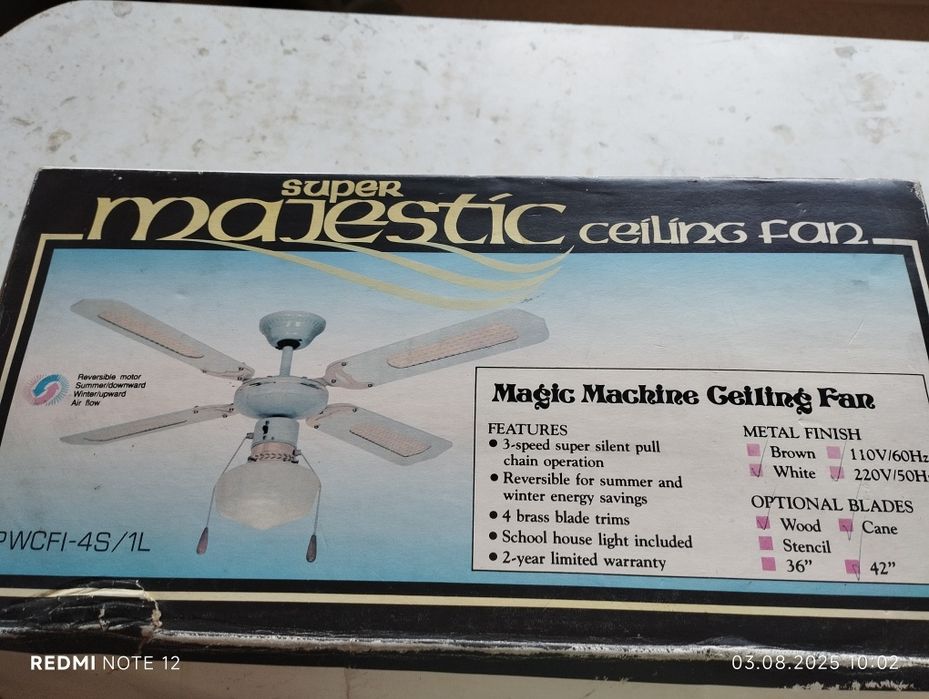 SUPER
majestic ceiling fan
Reversible motor
Summer/downward
Winter/upward
Air flow
Magic Machine Ceiling Fan
FEATURES
• 3-speed super silent pull
chain operation
• Reversible for summer and
winter energy savings
• 4 brass blade trims
• School house light included
• 2-year limited warranty
METAL FINISH
Brown 110V/60Hz
White 220V/50H
OPTIONAL BLADES
Wood Cane
Stencil
36" 42"
PWCFI-4S/1L
REDMI NOTE 12
03.08.2025 10:02